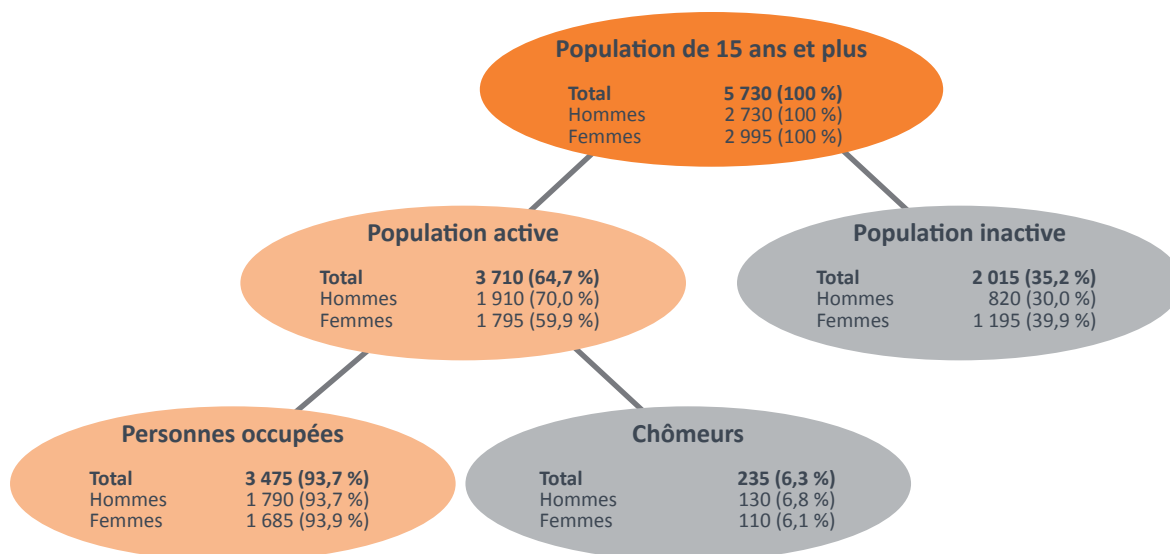 Population de 15 ans et plus
Total 5 730 (100 %)
Hommes 2 730 (100 %)
Femmes 2 995 (100 %)
Population active
Total 3 710 (64,7 %)
Hommes 1 910 (70,0 %)
Femmes 1 795 (59,9 %)
Population inactive
Total 2 015 (35,2 %)
Hommes 820 (30,0 %)
Femmes 1 195 (39,9 %)
Personnes occupées
Total 3 475 (93,7 %)
Hommes 1 790 (93,7 %)
Femmes 1 685 (93,9 %)
Chômeurs
Total 235 (6,3 %)
Hommes 130 (6,8 %)
Femmes 110 (6,1 %)